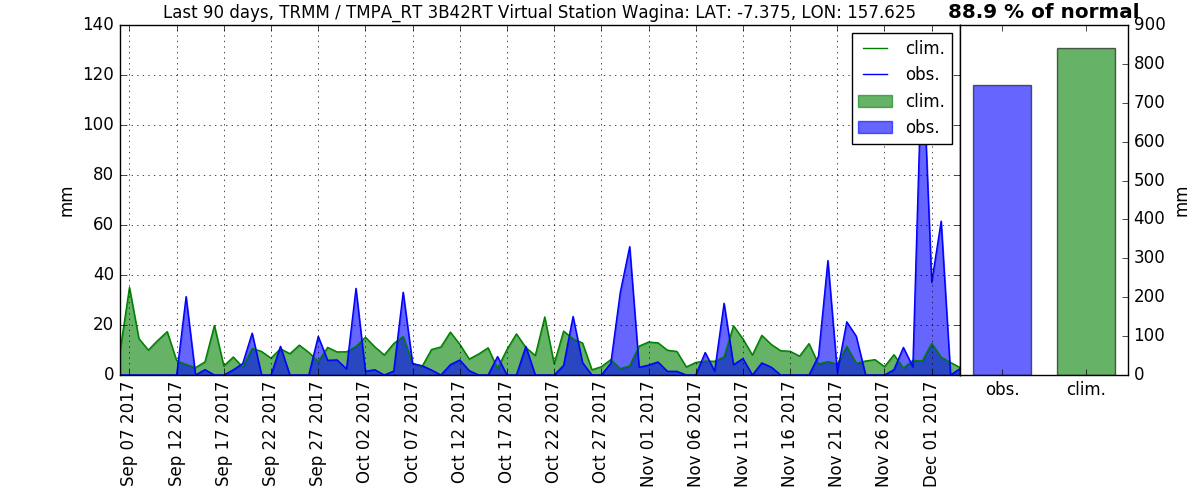 Last 90 days, TRMM / TMPA_RT 3B42RT Virtual Station Wagina: LAT: -7.375, LON: 157.625
88.9 % of normal
mm
140
120
100
80
60
40
20
0
clim.
obs.
clim.
obs.
900
800
700
600
500
400
300
200
100
0
mm
Sep 07 2017
Sep 12 2017
Sep 17 2017
Sep 22 2017
Sep 27 2017
Oct 02 2017
Oct 07 2017
Oct 12 2017
Oct 17 2017
Oct 22 2017
Oct 27 2017
Nov 01 2017
Nov 06 2017
Nov 11 2017
Nov 16 2017
Nov 21 2017
Nov 26 2017
Dec 01 2017
obs.
clim.